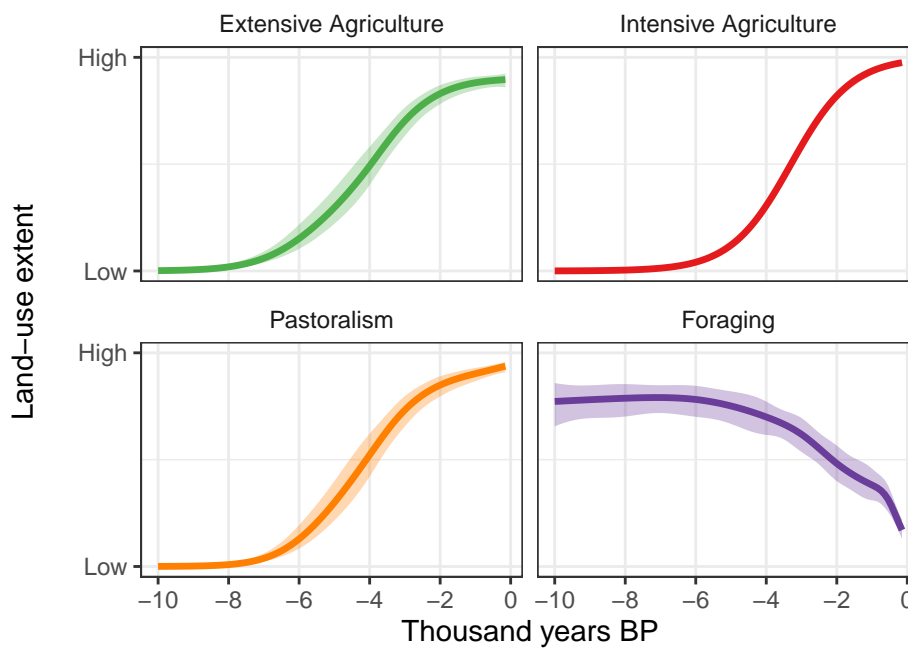 Extensive Agriculture
Intensive Agriculture
High
Low
Pastoralism
Foraging
High
Low
Land−use extent
−10 −8 −6 −4 −2 0
−10 −8 −6 −4 −2 0
Thousand years BP